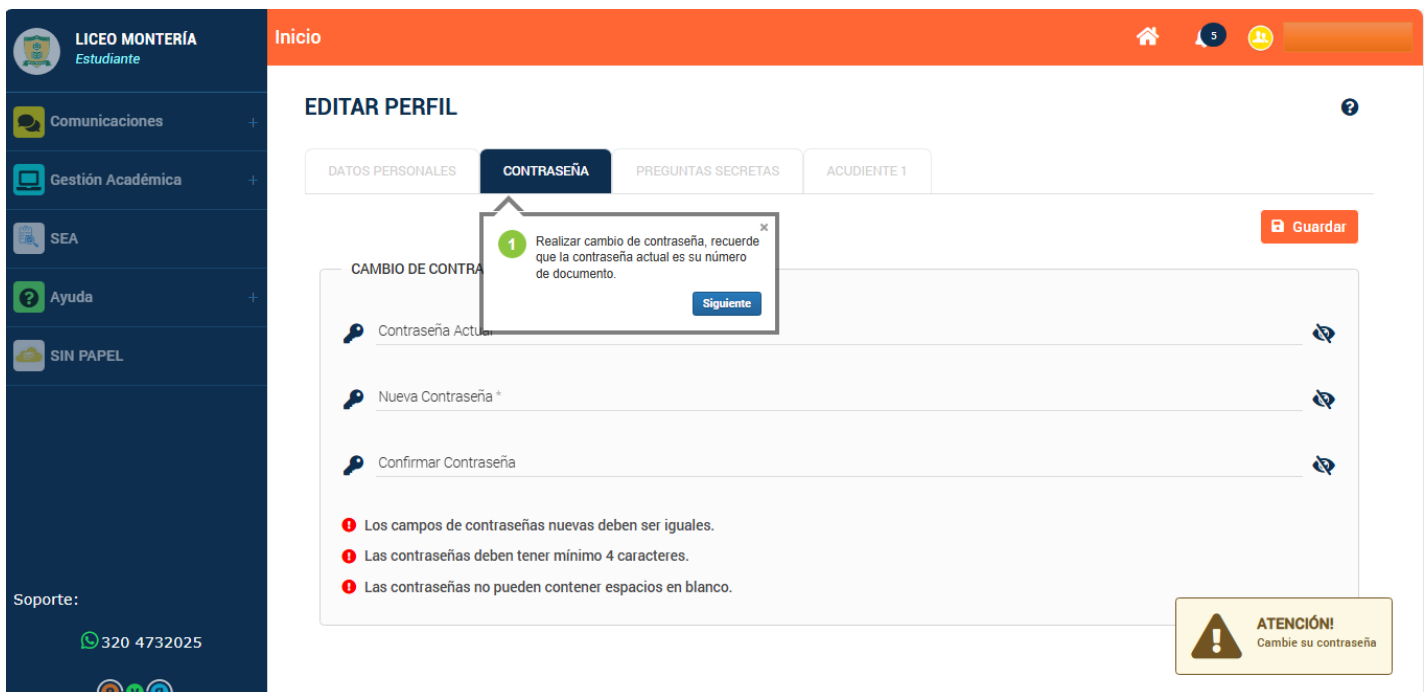 LICEO MONTERÍA
Estudiante
Inicio
5
EDITAR PERFIL
Comunicaciones
Gestión Académica
SEA
Ayuda
SIN PAPEL
DATOS PERSONALES
CONTRASEÑA
PREGUNTAS SECRETAS
ACUDIENTE 1
1
Realizar cambio de contraseña, recuerde
que la contraseña actual es su número
de documento.
Siguiente
Guardar
CAMBIO DE CONTRA
Contraseña Actual
Nueva Contraseña *
Confirmar Contraseña
Los campos de contraseñas nuevas deben ser iguales.
Las contraseñas deben tener mínimo 4 caracteres.
Las contraseñas no pueden contener espacios en blanco.
Soporte:
320 4732025
ATENCIÓN!
Cambie su contraseña